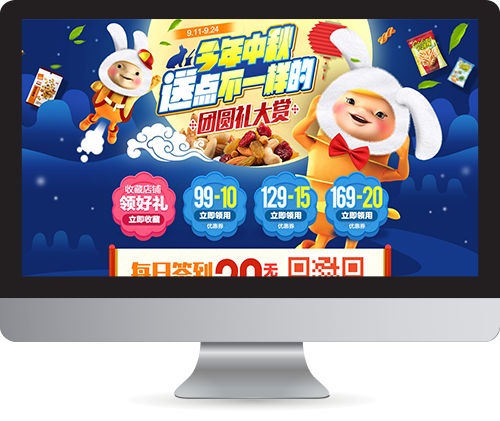 9.11-9.24
今年中秋
送点不一样的
团圆礼大赏
收藏店铺
领好礼
立即收藏
99-10
立即领用
优惠券
129-15
立即领用
优惠券
169-20
立即领用
优惠券
每日签到20天